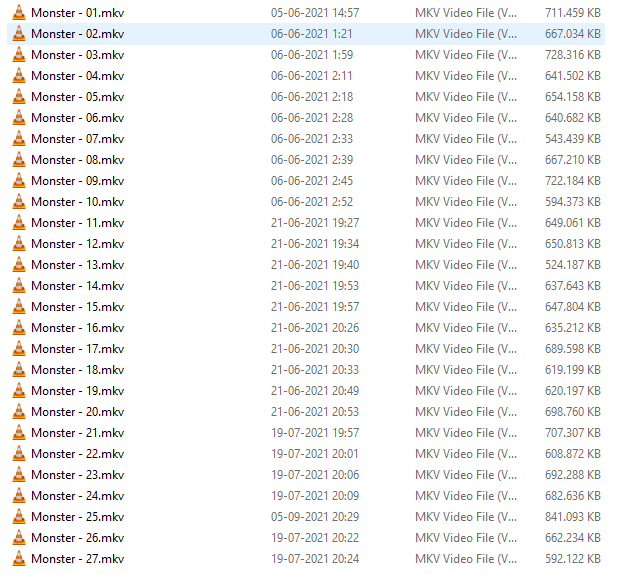 Monster - 01.mkv 05-06-2021 14:57 MKV Video File (V... 711.459 KB
Monster - 02.mkv 06-06-2021 1:21 MKV Video File (V... 667.034 KB
Monster - 03.mkv 06-06-2021 1:59 MKV Video File (V... 728.316 KB
Monster - 04.mkv 06-06-2021 2:11 MKV Video File (V... 641.502 KB
Monster - 05.mkv 06-06-2021 2:18 MKV Video File (V... 654.158 KB
Monster - 06.mkv 06-06-2021 2:28 MKV Video File (V... 640.682 KB
Monster - 07.mkv 06-06-2021 2:33 MKV Video File (V... 543.439 KB
Monster - 08.mkv 06-06-2021 2:39 MKV Video File (V... 667.210 KB
Monster - 09.mkv 06-06-2021 2:45 MKV Video File (V... 722.184 KB
Monster - 10.mkv 06-06-2021 2:52 MKV Video File (V... 594.373 KB
Monster - 11.mkv 21-06-2021 19:27 MKV Video File (V... 649.061 KB
Monster - 12.mkv 21-06-2021 19:34 MKV Video File (V... 650.813 KB
Monster - 13.mkv 21-06-2021 19:40 MKV Video File (V... 524.187 KB
Monster - 14.mkv 21-06-2021 19:53 MKV Video File (V... 637.643 KB
Monster - 15.mkv 21-06-2021 19:57 MKV Video File (V... 647.804 KB
Monster - 16.mkv 21-06-2021 20:26 MKV Video File (V... 635.212 KB
Monster - 17.mkv 21-06-2021 20:30 MKV Video File (V... 689.598 KB
Monster - 18.mkv 21-06-2021 20:33 MKV Video File (V... 619.199 KB
Monster - 19.mkv 21-06-2021 20:49 MKV Video File (V... 620.197 KB
Monster - 20.mkv 21-06-2021 20:53 MKV Video File (V... 698.760 KB
Monster - 21.mkv 19-07-2021 19:57 MKV Video File (V... 707.307 KB
Monster - 22.mkv 19-07-2021 20:01 MKV Video File (V... 608.872 KB
Monster - 23.mkv 19-07-2021 20:06 MKV Video File (V... 692.288 KB
Monster - 24.mkv 19-07-2021 20:09 MKV Video File (V... 682.636 KB
Monster - 25.mkv 05-09-2021 20:29 MKV Video File (V... 841.093 KB
Monster - 26.mkv 19-07-2021 20:22 MKV Video File (V... 662.234 KB
Monster - 27.mkv 19-07-2021 20:24 MKV Video File (V... 592.122 KB